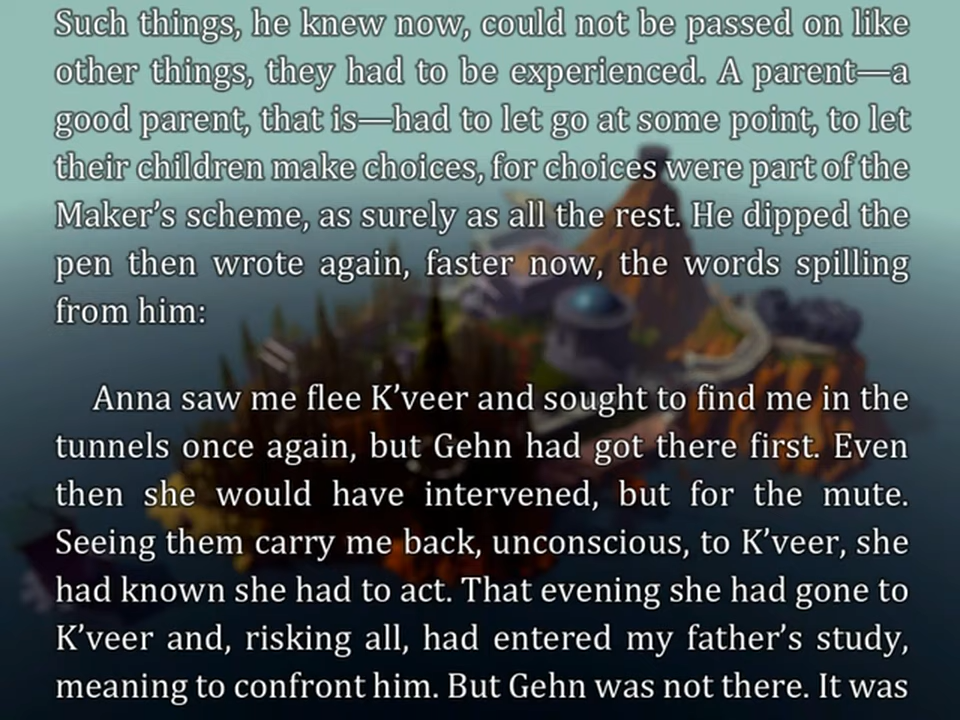 Such things, he knew now, could not be passed on like
other things, they had to be experienced. A parent—a
good parent, that is—had to let go at some point, to let
their children make choices, for choices were part of the
Maker’s scheme, as surely as all the rest. He dipped the
pen then wrote again, faster now, the words spilling
from him:
Anna saw me flee K’veer and sought to find me in the
tunnels once again, but Gehn had got there first. Even
then she would have intervened, but for the mute.
Seeing them carry me back, unconscious, to K’veer, she
had known she had to act. That evening she had gone to
K’veer and, risking all, had entered my father’s study,
meaning to confront him. But Gehn was not there. It was